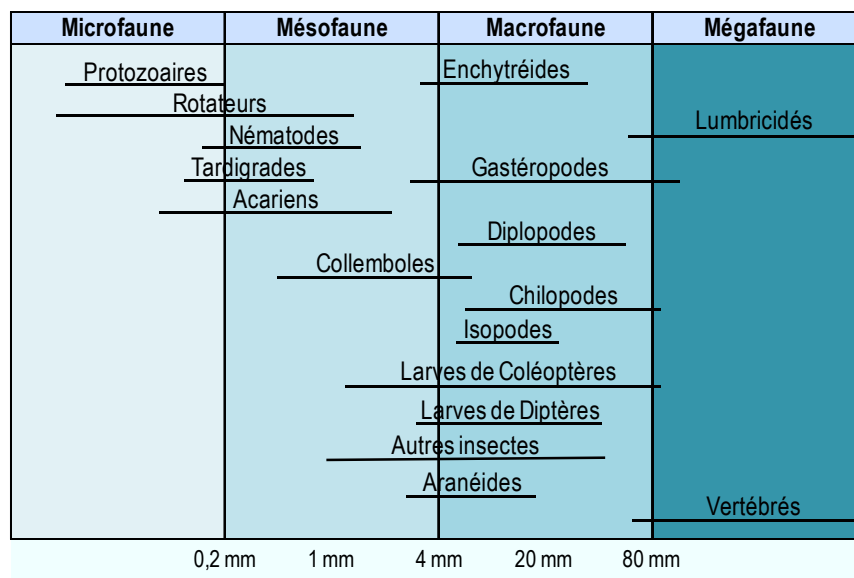 Microfaune Mésofaune Macrofaune Mégafaune
Protozoaires Enchytréides
Rotateurs
Lumbricidés
Nématodes
Tardigrades Gastéropodes
Acariens
Diplopodes
Collemboles
Chilopodes
Isopodes
Larves de Coléoptères
Larves de Diptères
Autres insectes
Aranéides
Vertébrés
0,2 mm 1 mm 4 mm 20 mm 80 mm